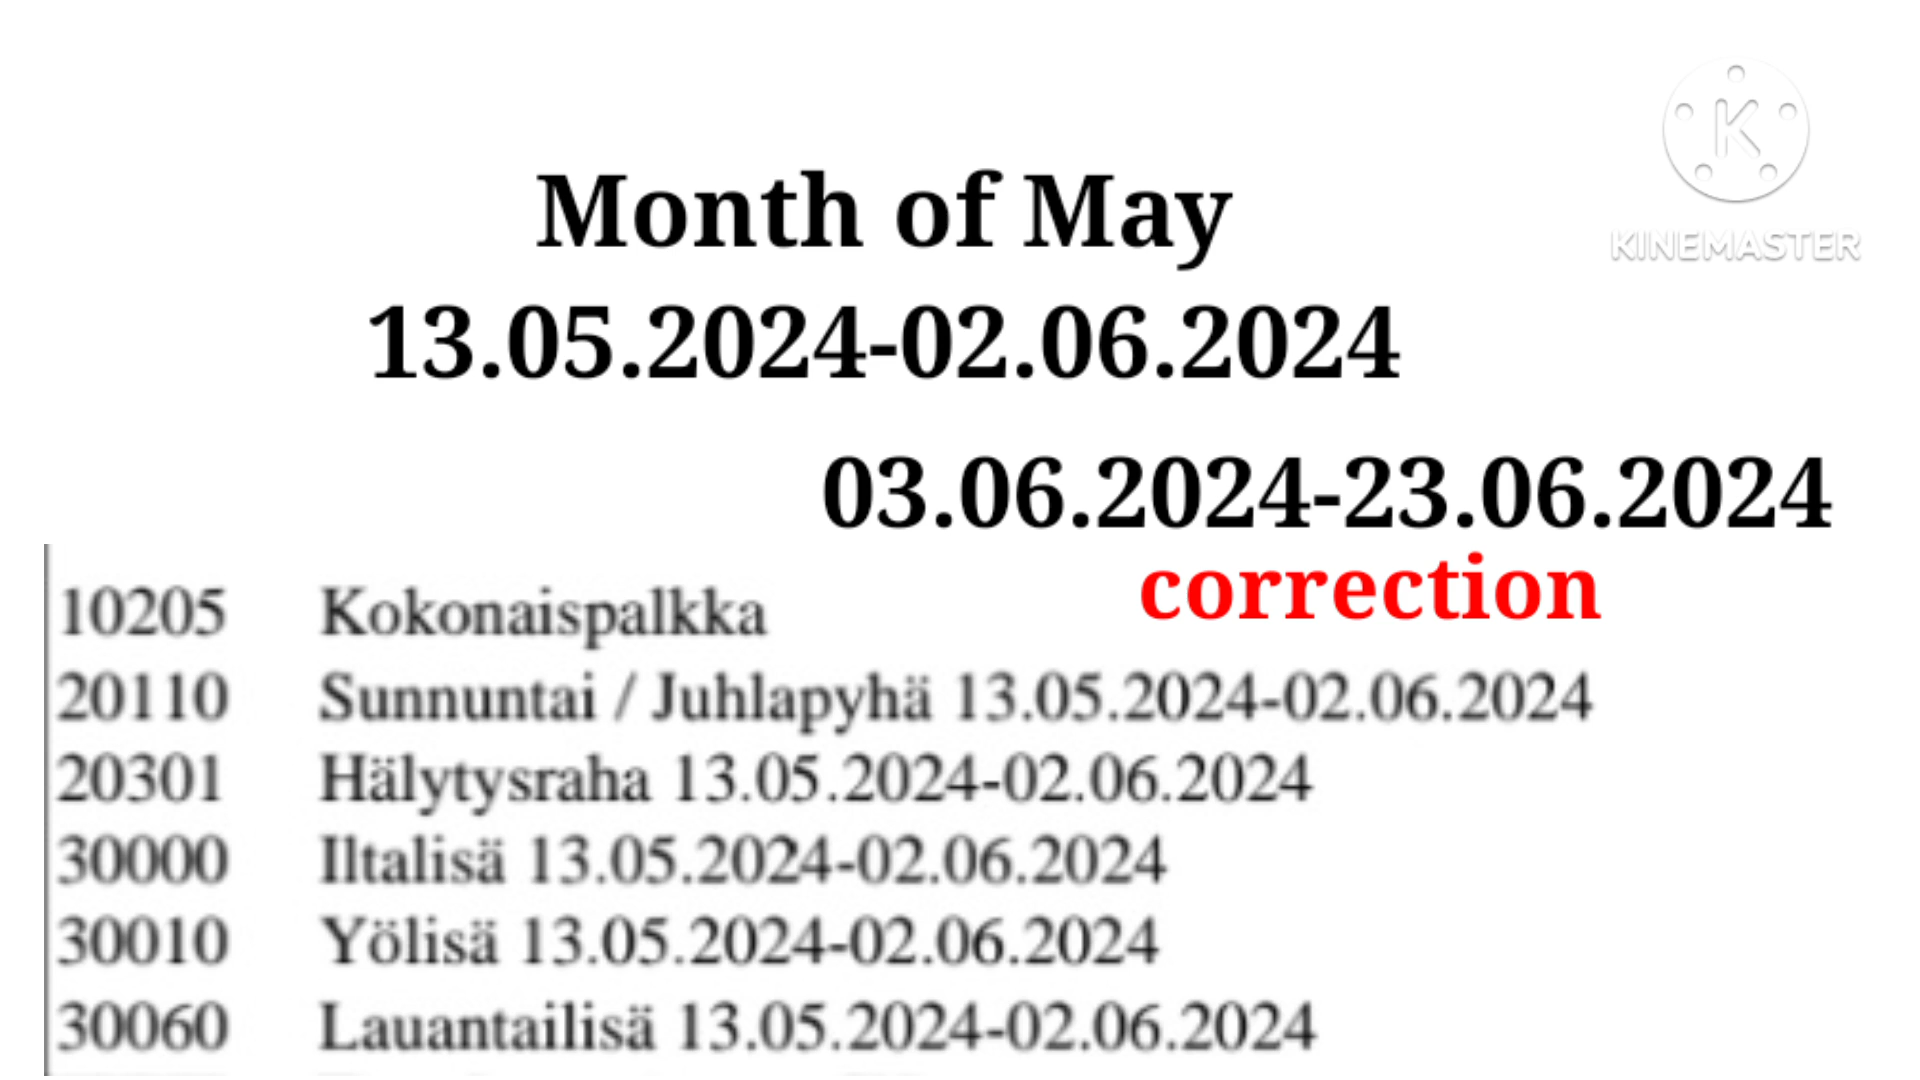 KINEMASTER
Month of May
13.05.2024-02.06.2024
03.06.2024-23.06.2024
correction
10205 Kokonaispalkka
20110 Sunnuntai / Juhlapyhä 13.05.2024-02.06.2024
20301 Hälytysraha 13.05.2024-02.06.2024
30000 Iltalisä 13.05.2024-02.06.2024
30010 Yölisä 13.05.2024-02.06.2024
30060 Lauantailisä 13.05.2024-02.06.2024